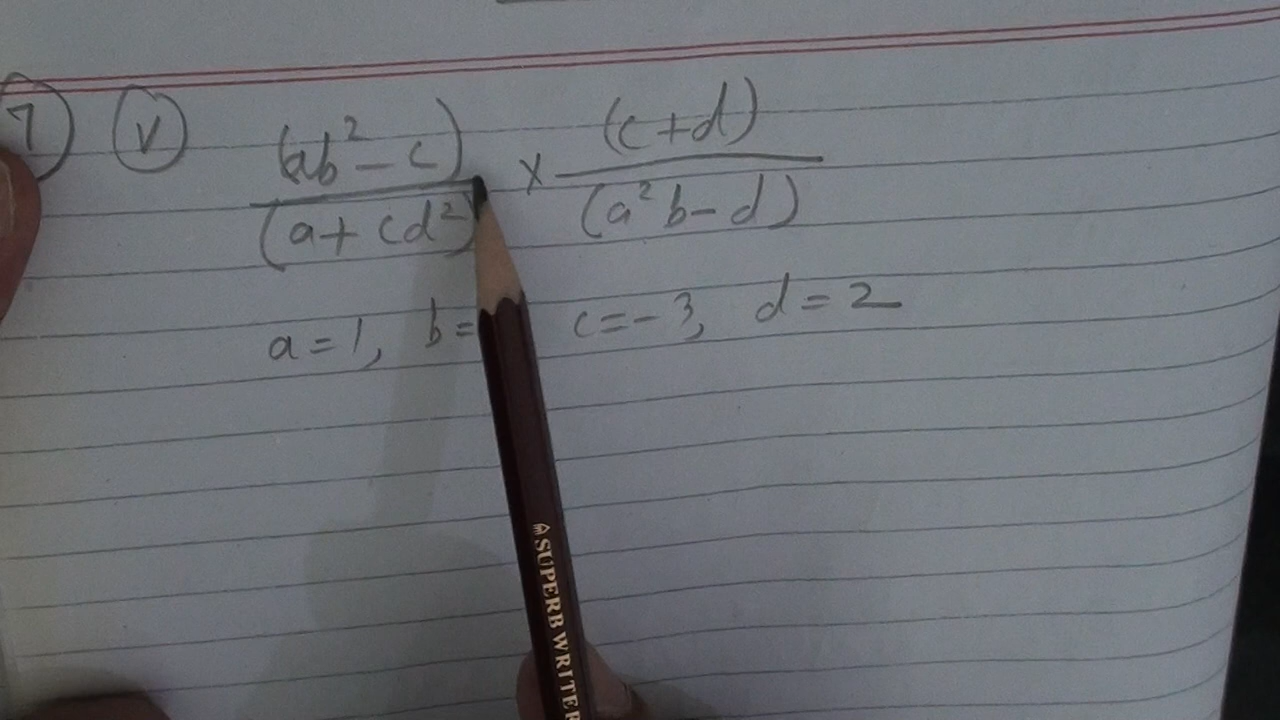 7 V (ab² - c) / (a + cd²) × (c + d) / (a²b - d)
a = 1, b = c = - 3, d = 2
SUPERB WRITER